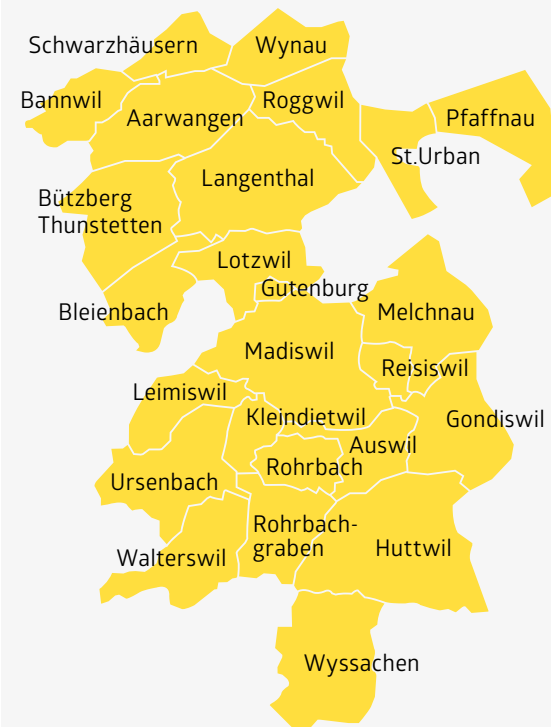 Schwarzhäusern
Wynau
Bannwil
Aarwangen
Roggwil
Pfaffnau
St.Urban
Langenthal
Bützberg
Thunstetten
Lotzwil
Gutenburg
Bleienbach
Melchnau
Madiswil
Reisiswil
Leimiswil
Kleindietwil
Gondiswil
Auswil
Rohrbach
Ursenbach
Rohrbach-
graben
Huttwil
Walterswil
Wyssachen